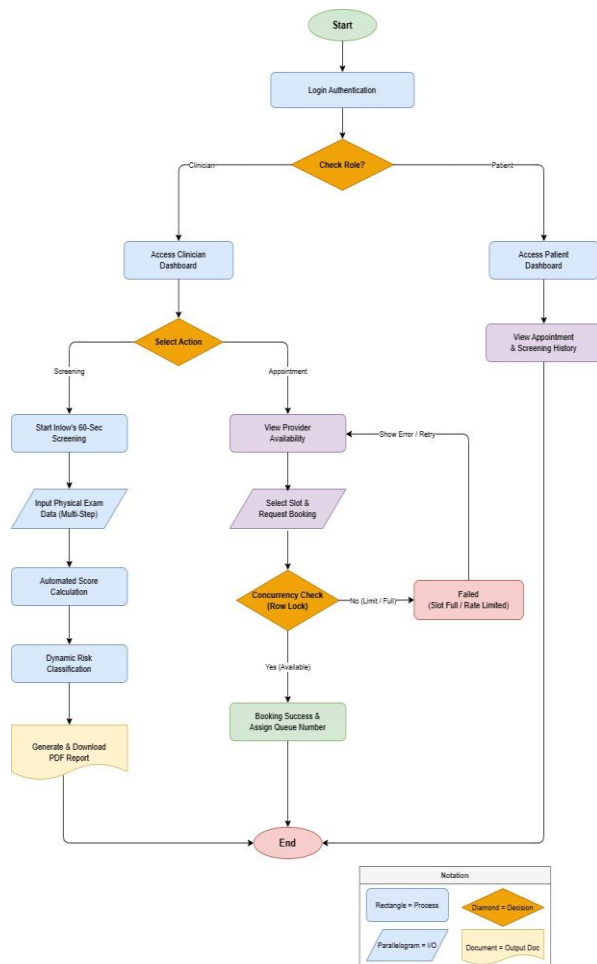 Start
Login Authentication
Check Role?
Clinician
Patient
Access Clinician
Dashboard
Access Patient
Dashboard
Select Action
View Appointment
& Screening History
Screening
Appointment
Start Inlow's 60-Sec
Screening
View Provider
Availability
Show Error / Retry
Input Physical Exam
Data (Multi-Step)
Select Slot &
Request Booking
Automated Score
Calculation
Concurrency Check
(Row Lock)
No (Limit / Full)
Failed
(Slot Full / Rate Limited)
Dynamic Risk
Classification
Yes (Available)
Generate & Download
PDF Report
Booking Success &
Assign Queue Number
End
Notation
Rectangle = Process
Diamond = Decision
Parallelogram = I/O
Document = Output Doc